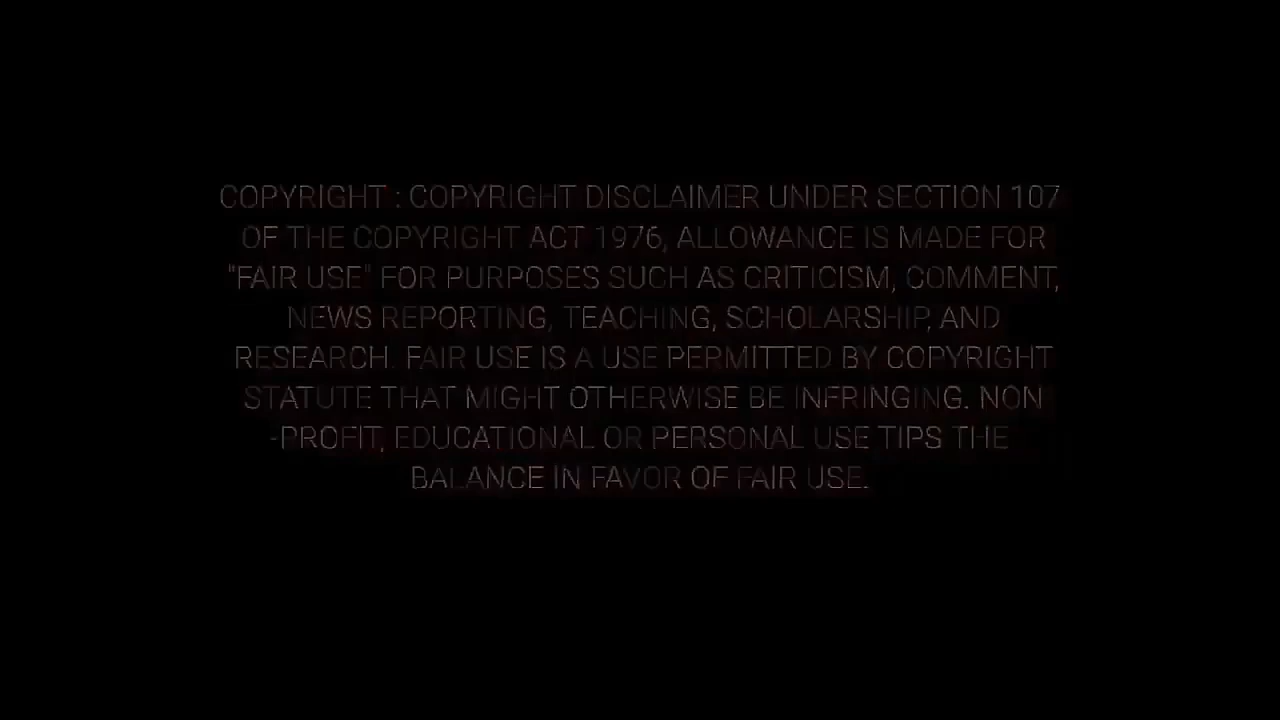 COPYRIGHT : COPYRIGHT DISCLAIMER UNDER SECTION 107
OF THE COPYRIGHT ACT 1976, ALLOWANCE IS MADE FOR
"FAIR USE" FOR PURPOSES SUCH AS CRITICISM, COMMENT,
NEWS REPORTING, TEACHING, SCHOLARSHIP, AND
RESEARCH. FAIR USE IS A USE PERMITTED BY COPYRIGHT
STATUTE THAT MIGHT OTHERWISE BE INFRINGING. NON
-PROFIT, EDUCATIONAL OR PERSONAL USE TIPS THE
BALANCE IN FAVOR OF FAIR USE.